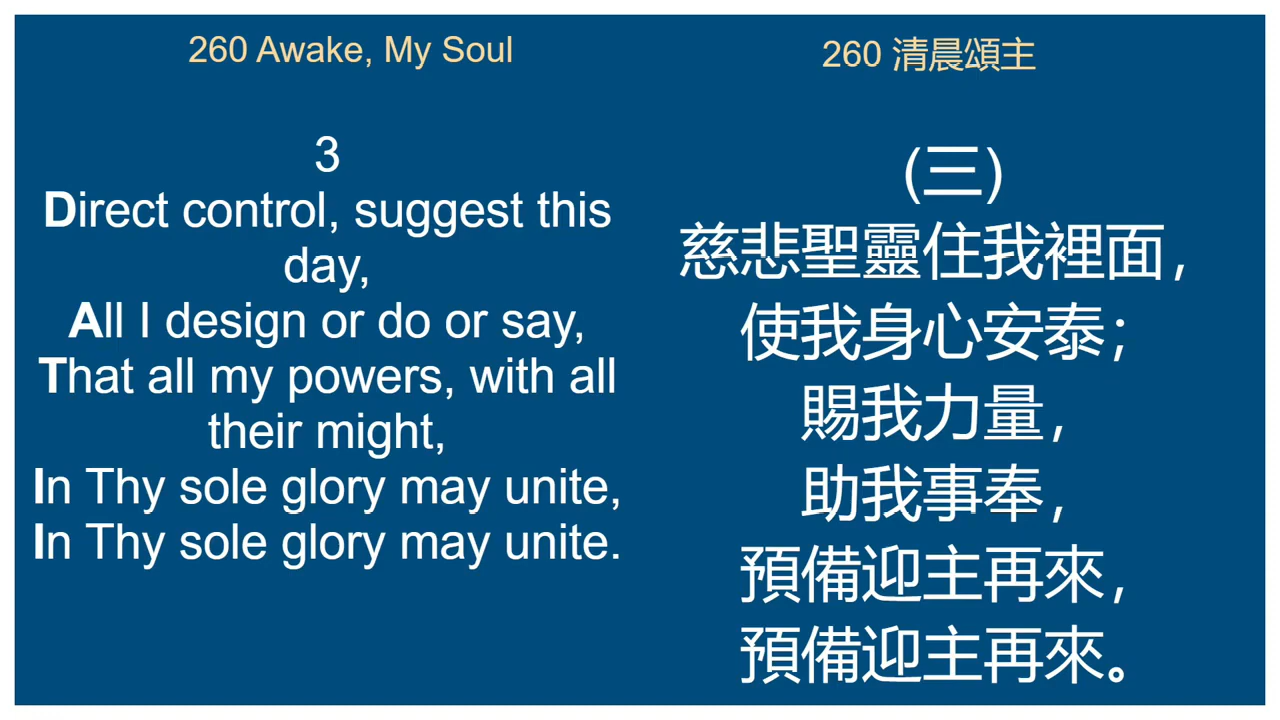 260 Awake, My Soul
3
Direct control, suggest this
day,
All I design or do or say,
That all my powers, with all
their might,
In Thy sole glory may unite,
In Thy sole glory may unite.
260 清晨頌主
(三)
慈悲聖靈住我裡面,
使我身心安泰;
賜我力量,
助我事奉,
預備迎主再來,
預備迎主再來。